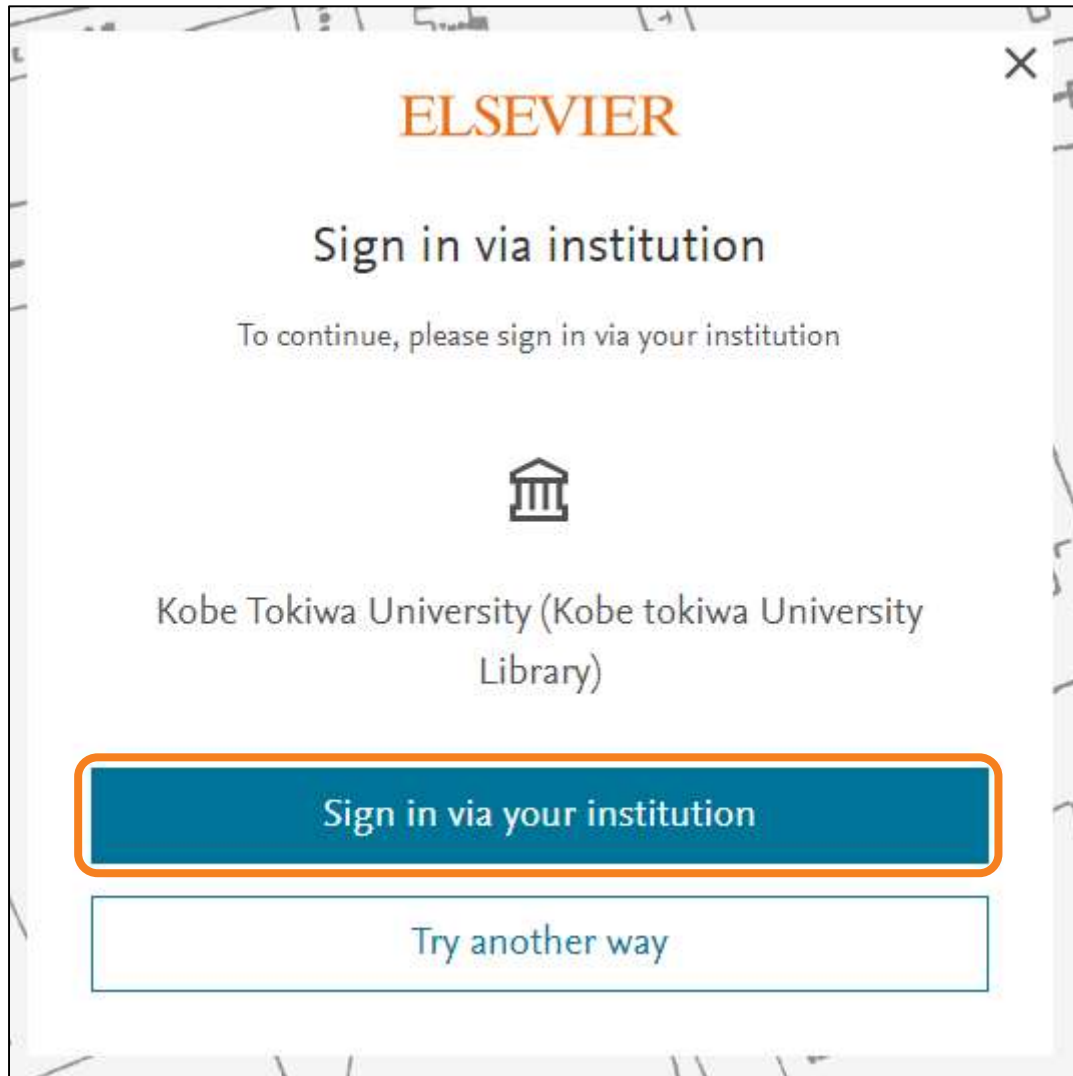 ELSEVIER
Sign in via institution
To continue, please sign in via your institution
Kobe Tokiwa University (Kobe tokiwa University
Library)
Sign in via your institution
Try another way